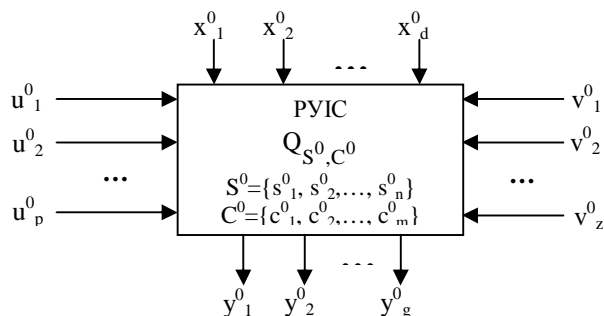 x⁰₁ x⁰₂ ... x⁰d
u⁰₁ РУІС v⁰₁
u⁰₂ Q_S⁰,C⁰ v⁰₂
... S⁰={s⁰₁, s⁰₂,..., s⁰ₙ} ...
u⁰ₚ C⁰={c⁰₁, c⁰₂,..., c⁰ₘ} v⁰z
...
y⁰₁ y⁰₂ y⁰g